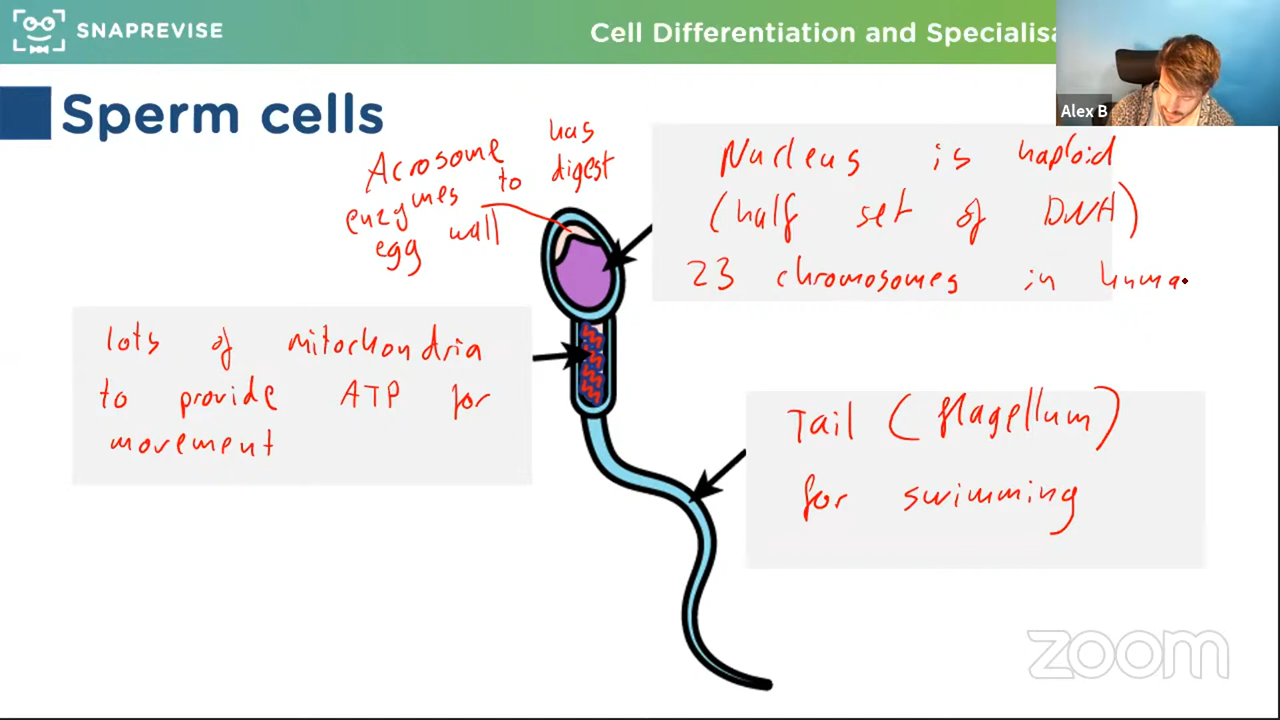 SNAPREVISE
Cell Differentiation and Specialisa
Alex B
Sperm cells
Acrosome has
enzymes to digest
egg wall
Nucleus is haploid
(half set of DNA)
23 chromosomes in huma
lots of mitochondria
to provide ATP for
movement
Tail (flagellum)
for swimming
zoom